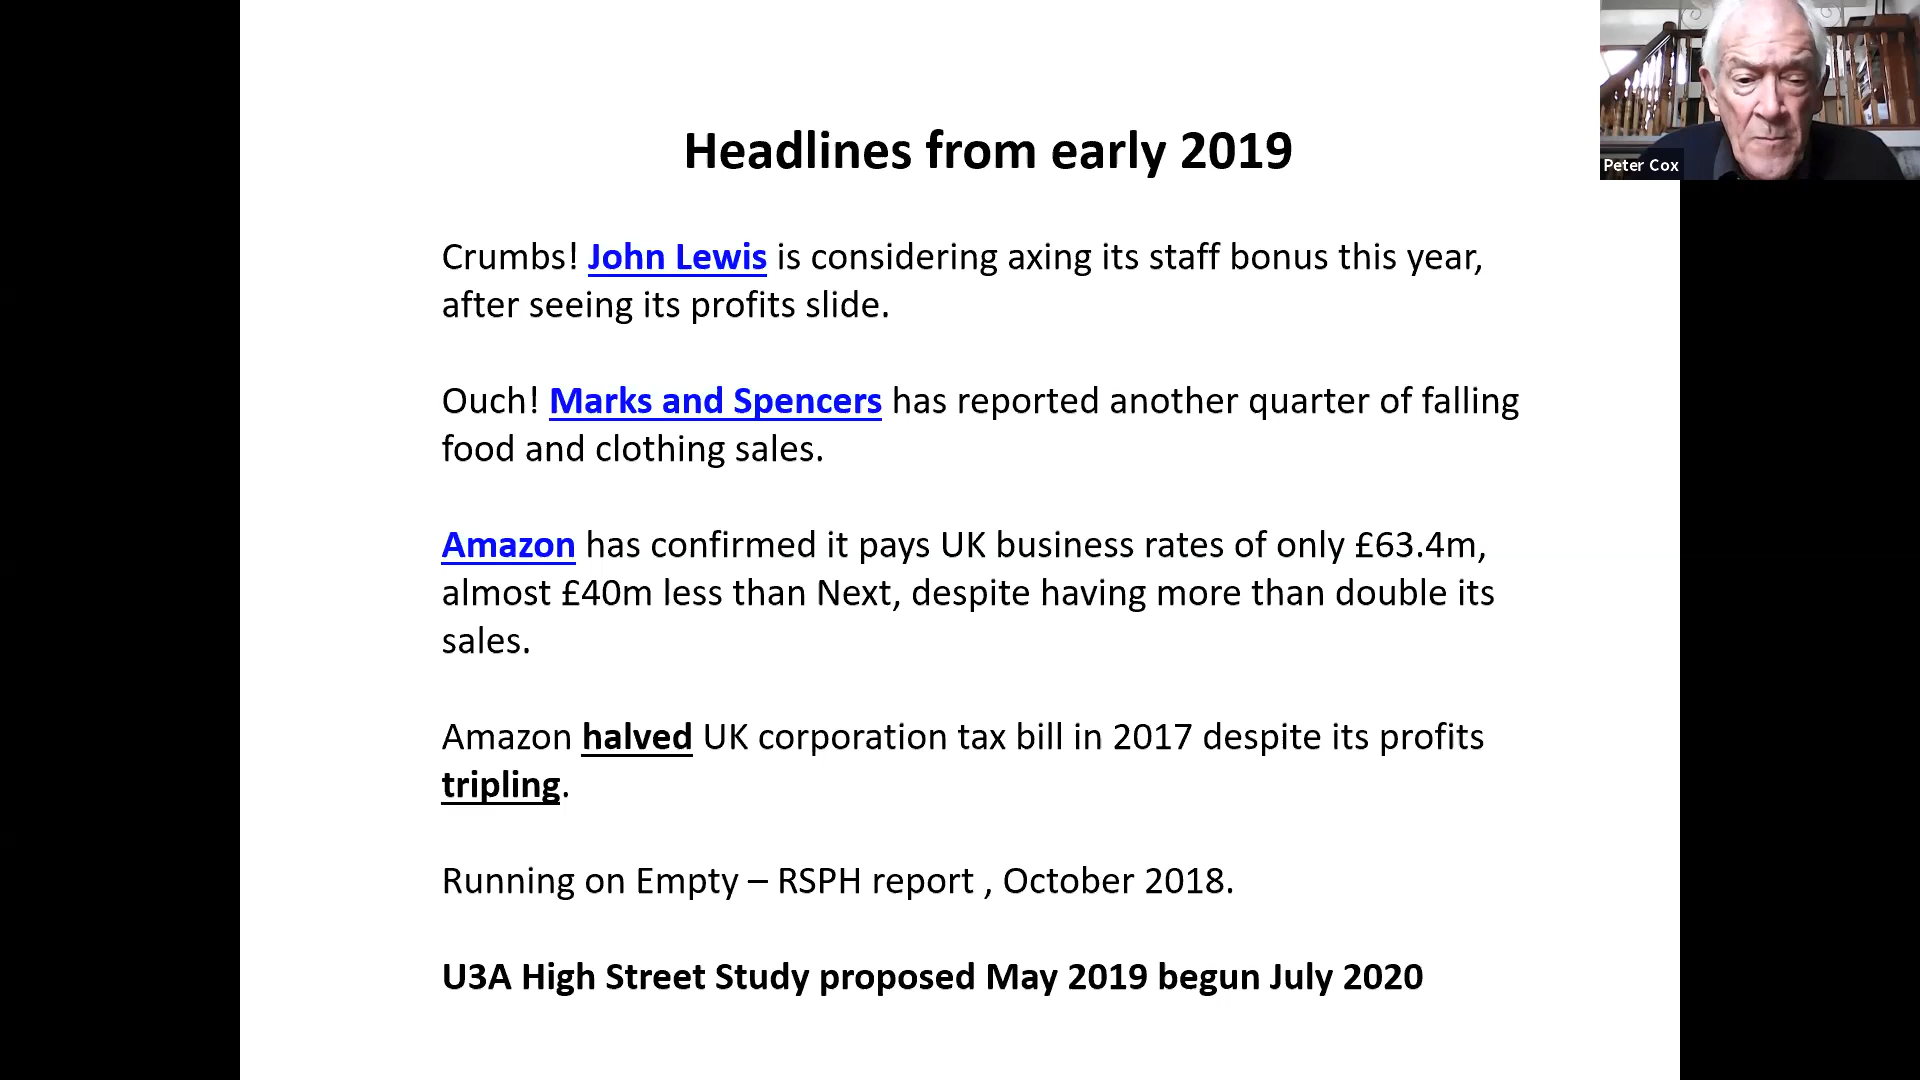 Headlines from early 2019
Peter Cox
Crumbs! John Lewis is considering axing its staff bonus this year,
after seeing its profits slide.
Ouch! Marks and Spencers has reported another quarter of falling
food and clothing sales.
Amazon has confirmed it pays UK business rates of only £63.4m,
almost £40m less than Next, despite having more than double its
sales.
Amazon halved UK corporation tax bill in 2017 despite its profits
tripling.
Running on Empty – RSPH report , October 2018.
U3A High Street Study proposed May 2019 begun July 2020